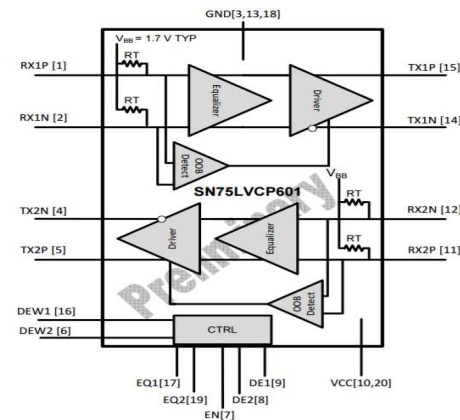 GND[3,13,18]
VBB = 1.7 V TYP
RT
RX1P [1]
TX1P [15]
Equalizer
Driver
RT
RX1N [2]
TX1N [14]
OOB Detect
VBB
SN75LVCP601
RT
TX2N [4]
RX2N [12]
Driver
Equalizer
RT
TX2P [5]
RX2P [11]
Preliminary
OOB Detect
DEW1 [16]
CTRL
DEW2 [6]
EQ1[17]
DE1[9]
VCC[10,20]
EQ2[19]
DE2[8]
EN[7]